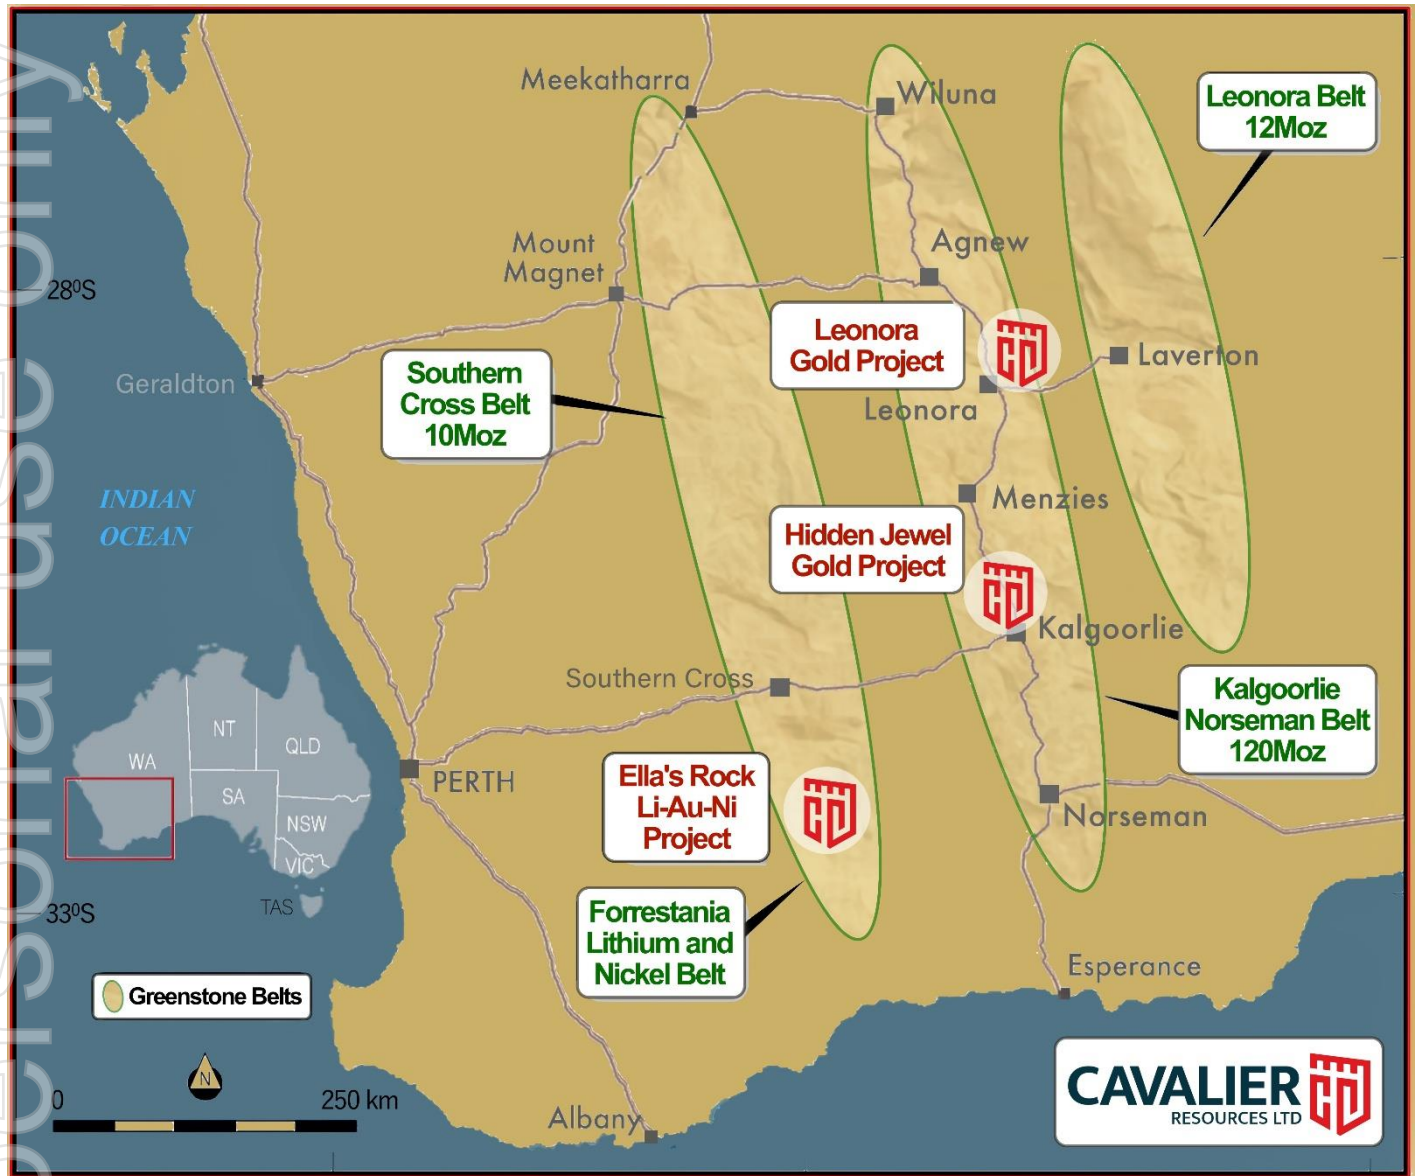 Meekatharra
Wiluna
Leonora Belt
12Moz
Mount
Magnet
Agnew
28⁰S
Leonora
Gold Project
Laverton
Geraldton
Southern
Cross Belt
10Moz
Leonora
INDIAN
OCEAN
Menzies
Hidden Jewel
Gold Project
Kalgoorlie
Southern Cross
Kalgoorlie
Norseman Belt
120Moz
NT
QLD
WA
SA
NSW
VIC
TAS
PERTH
Ella's Rock
Li-Au-Ni
Project
Norseman
33⁰S
Forrestania
Lithium and
Nickel Belt
Esperance
Greenstone Belts
N
0
250 km
Albany
CAVALIER
RESOURCES LTD
personal use only